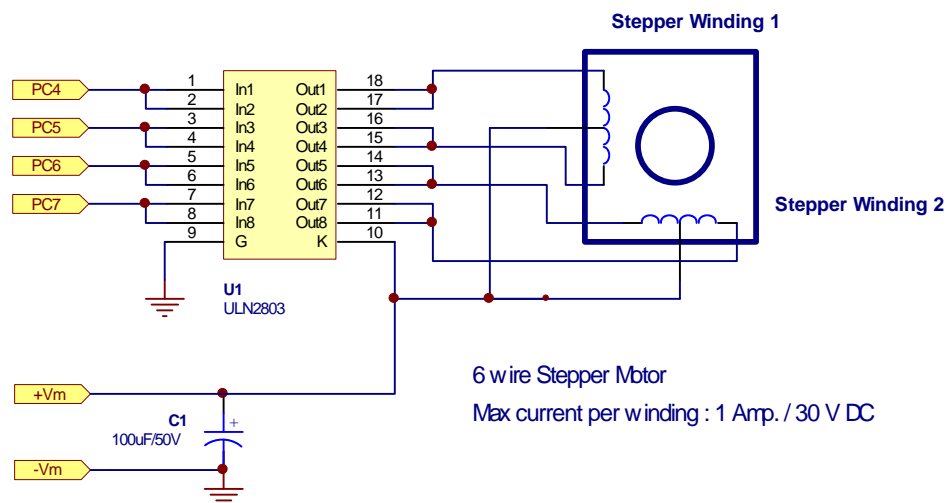 Stepper Winding 1
PC4 1 In1 Out1 18
2 In2 Out2 17
PC5 3 In3 Out3 16
4 In4 Out4 15
PC6 5 In5 Out5 14
6 In6 Out6 13
PC7 7 In7 Out7 12
8 In8 Out8 11
9 G K 10
Stepper Winding 2
U1
ULN2803
+Vm
C1
100uF/50V
+
-Vm
6 wire Stepper Motor
Max current per winding : 1 Amp. / 30 V DC